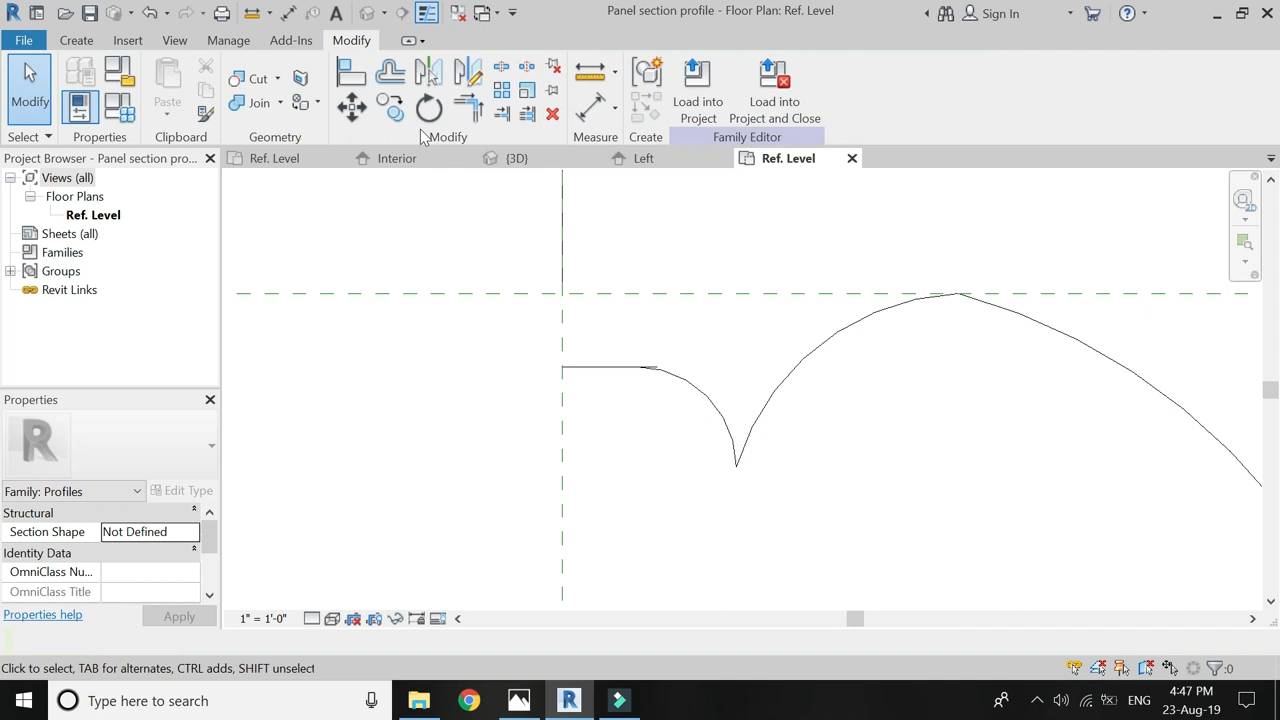 Panel section profile - Floor Plan: Ref. Level
Sign In
File
Create
Insert
View
Manage
Add-Ins
Modify
Modify
Paste
Cut
Join
Load into
Project
Load into
Project and Close
Select
Properties
Clipboard
Geometry
Modify
Measure
Create
Family Editor
Project Browser - Panel section pro...
Ref. Level
Interior
{3D}
Left
Ref. Level
Views (all)
Floor Plans
Ref. Level
Sheets (all)
Families
Groups
Revit Links
Properties
Family: Profiles
Edit Type
Structural
Section Shape
Not Defined
Identity Data
OmniClass Nu...
OmniClass Title
Properties help
Apply
1" = 1'-0"
Click to select, TAB for alternates, CTRL adds, SHIFT unselect
:0
Type here to search
ENG
4:47 PM
23-Aug-19